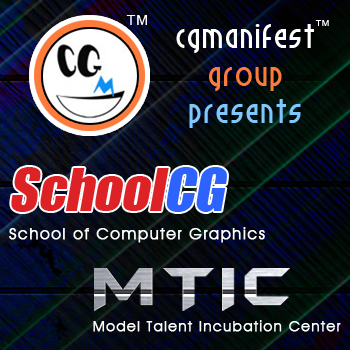 CG
M
™
cgmanifest™
group
presents
SchoolCG
School of Computer Graphics
MTIC
Model Talent Incubation Center